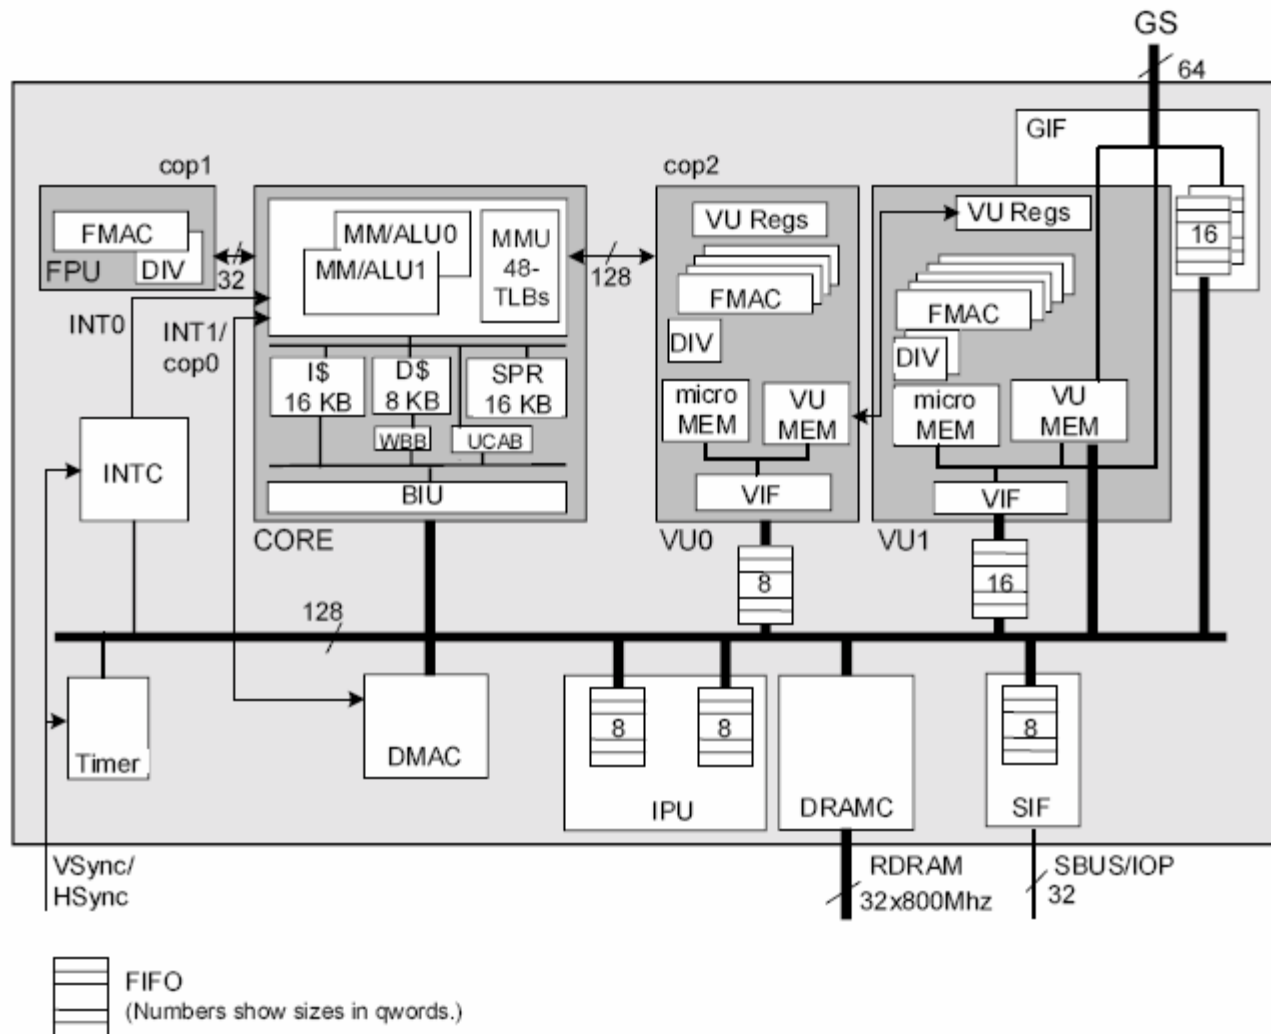 GS
64
GIF
16
cop1
FMAC
DIV
FPU
32
MM/ALU0
MM/ALU1
MMU
48-
TLBs
128
cop2
VU Regs
FMAC
DIV
micro
MEM
VU
MEM
VIF
VU0
VU Regs
FMAC
DIV
micro
MEM
VU
MEM
VIF
VU1
INT0
INT1/
cop0
I$
16 KB
D$
8 KB
SPR
16 KB
WBB
UCAB
BIU
CORE
INTC
8
16
128
Timer
DMAC
8
8
IPU
DRAMC
8
SIF
VSync/
HSync
RDRAM
32x800Mhz
SBUS/IOP
32
FIFO
(Numbers show sizes in qwords.)